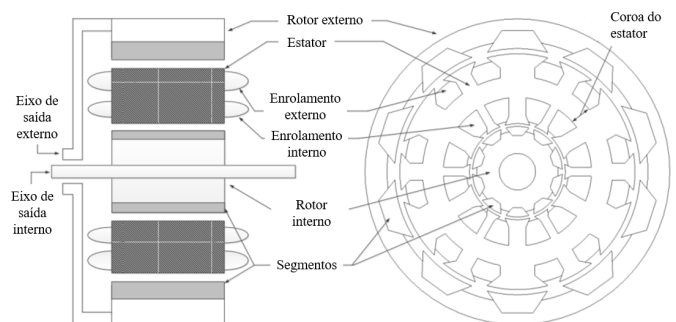 Rotor externo
Estator
Coroa do
estator
Enrolamento
externo
Enrolamento
interno
Eixo de
saída
externo
Eixo de
saída
interno
Rotor
interno
Segmentos